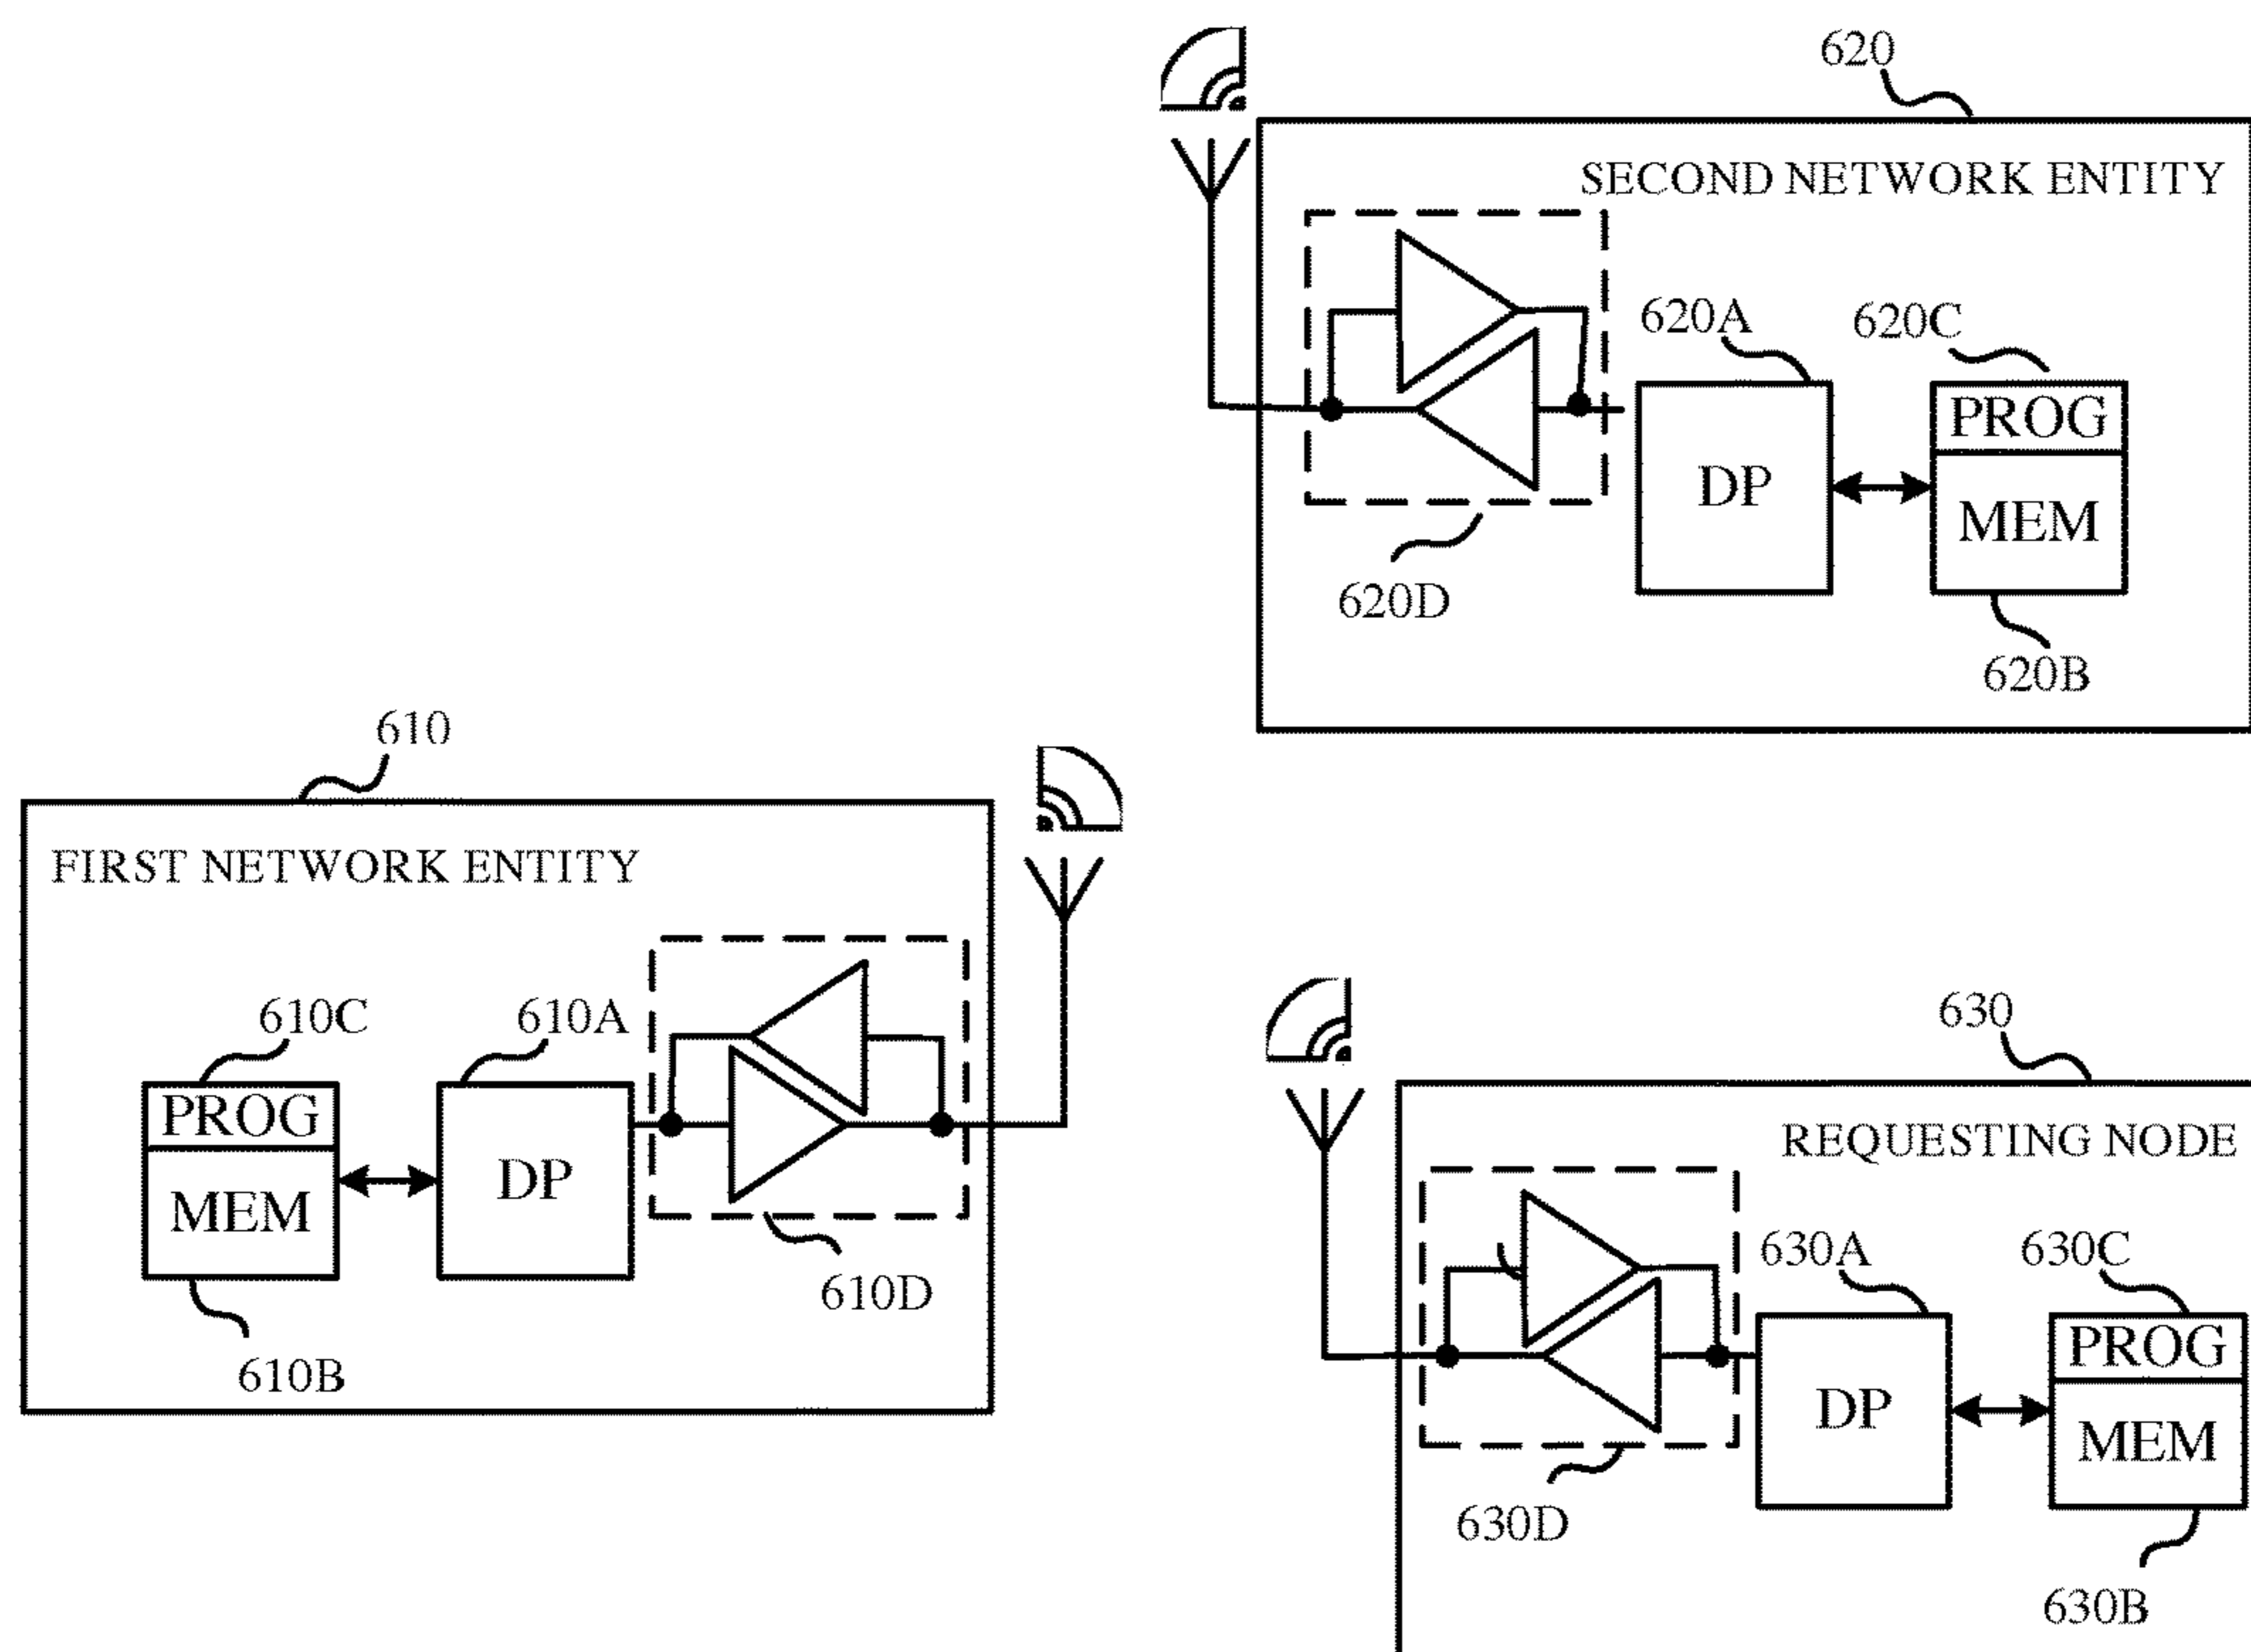 620
SECOND NETWORK ENTITY
620A
620C
PROG
DP
MEM
620D
620B
610
FIRST NETWORK ENTITY
610C
610A
PROG
DP
MEM
610D
610B
630
REQUESTING NODE
630A
630C
PROG
DP
MEM
630D
630B